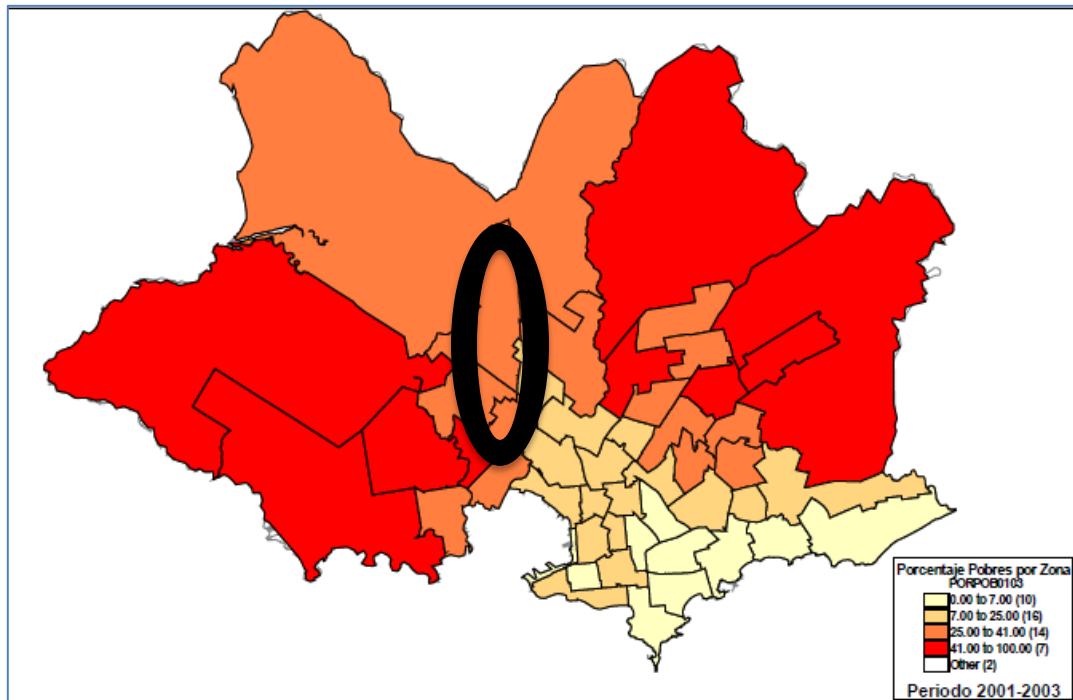 Porcentaje Pobres por Zona
PORPOB0103
0.00 to 7.00 (10)
7.00 to 25.00 (16)
25.00 to 41.00 (14)
41.00 to 100.00 (7)
Other (2)
Periodo 2001-2003